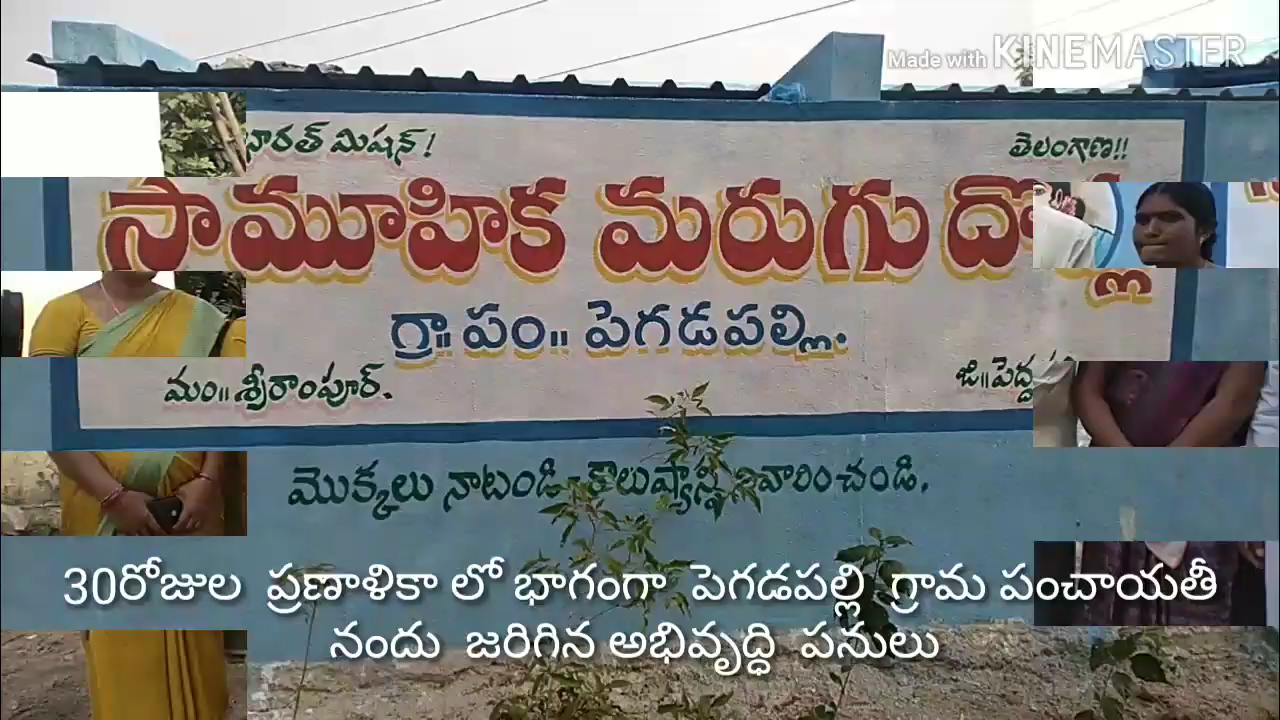 Made with KINEMASTER
భారత్ మిషన్! తెలంగాణ!!
సామూహిక మరుగు
గ్రా॥ పం॥ పెగడపల్లి.
మం॥ శ్రీరాంపూర్. జి॥
మొక్కలు నాటండి-కాలుష్యాన్ని నివారించండి.
30రోజుల ప్రణాళికా లో భాగంగా పెగడపల్లి గ్రామ పంచాయతీ
నందు జరిగిన అభివృద్ధి పనులు